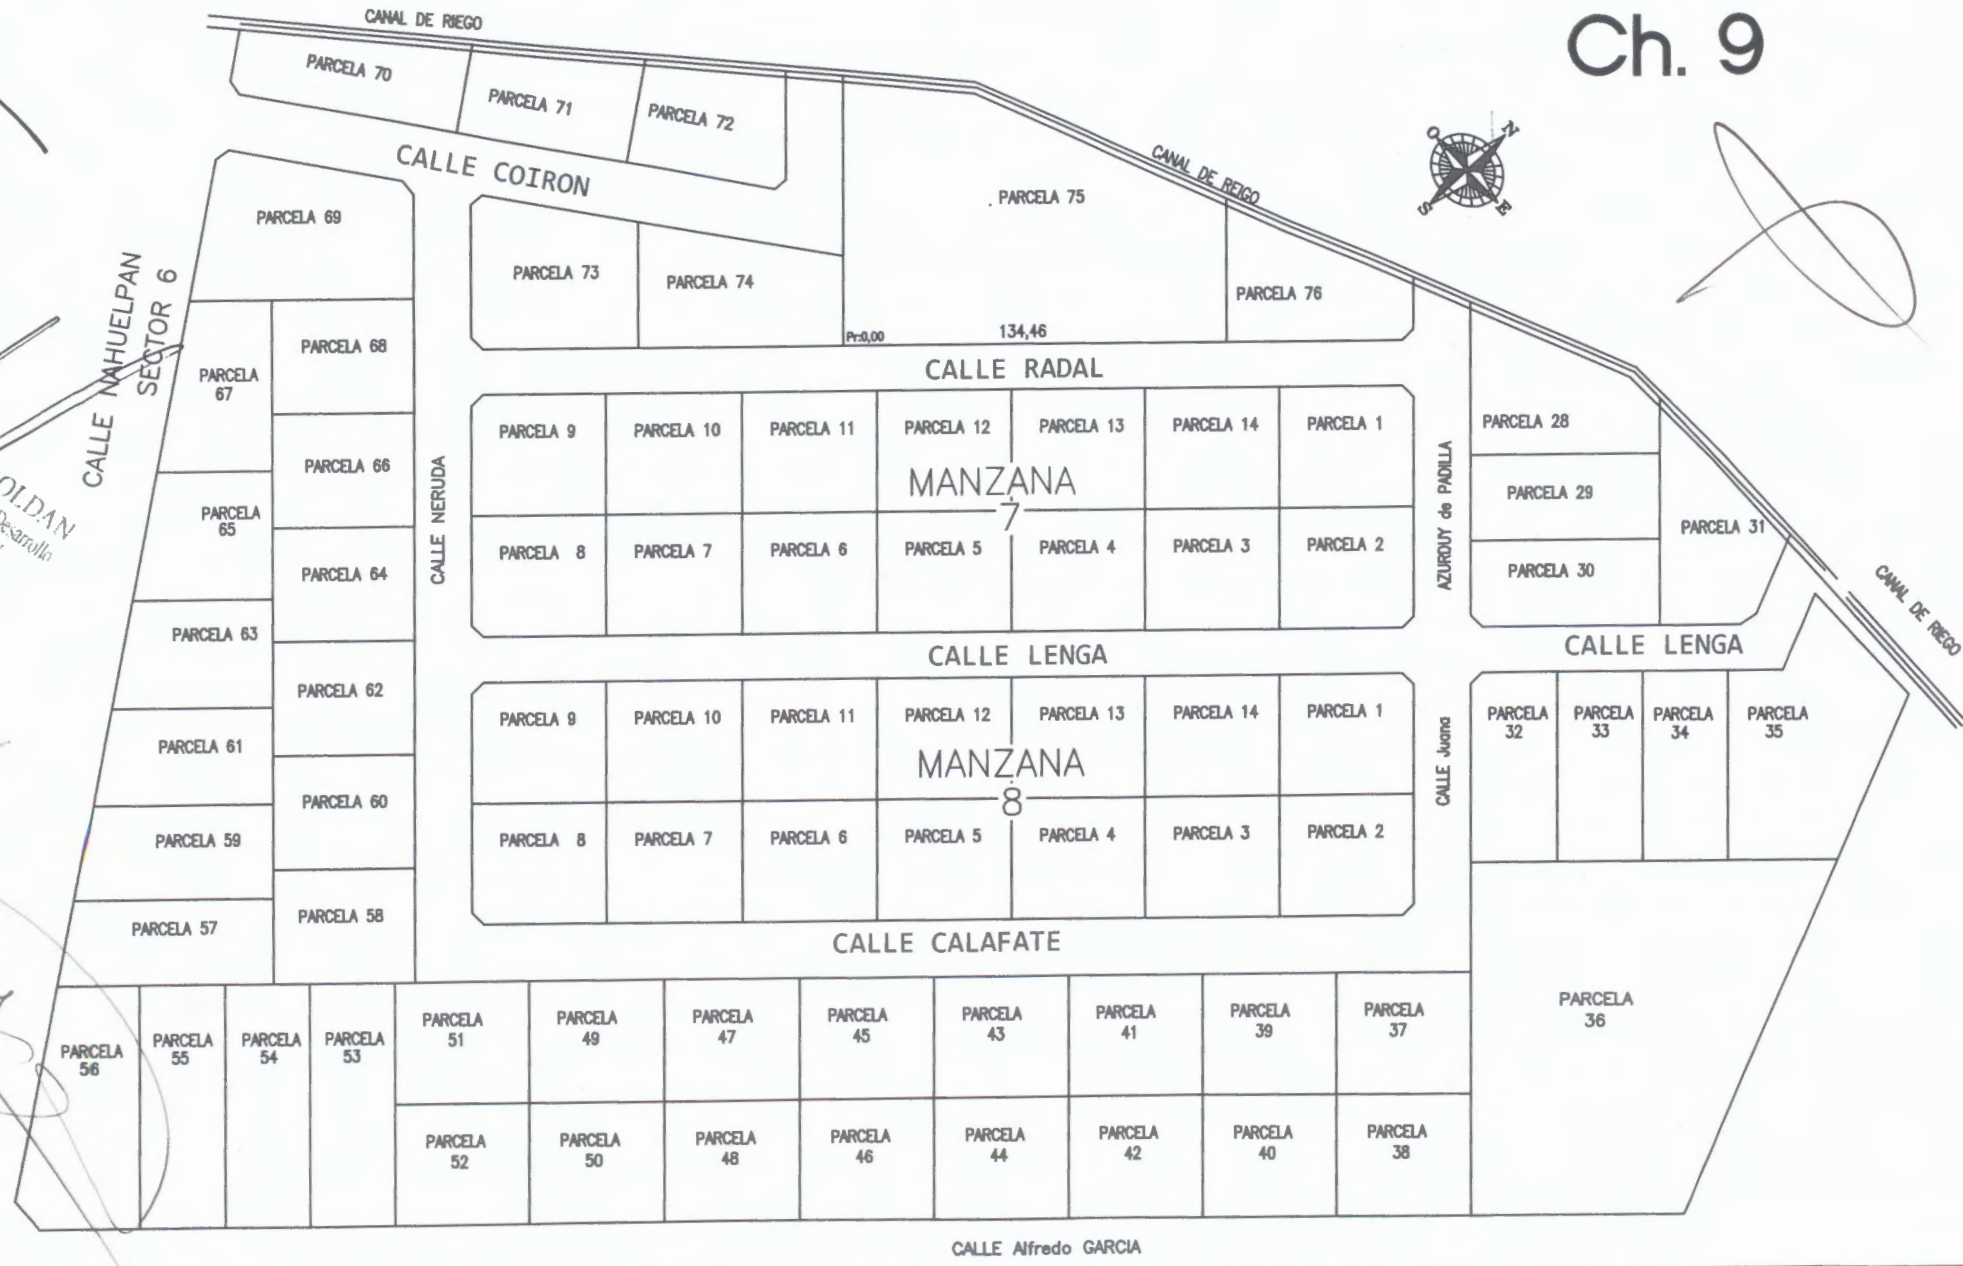 CANAL DE RIEGO
Ch. 9
PARCELA 70
PARCELA 71
PARCELA 72
CALLE COIRON
CANAL DE REIGO
O
N
S
E
PARCELA 69
PARCELA 73
PARCELA 74
PARCELA 75
PARCELA 76
Pr:0,00
134,46
CALLE NAHUELPAN
SECTOR 6
CALLE RADAL
PARCELA 68
PARCELA
67
PARCELA 66
PARCELA
65
PARCELA 64
PARCELA 63
PARCELA 62
PARCELA 61
PARCELA 60
PARCELA 59
PARCELA 58
PARCELA 57
OLDAN
Desarrollo
CALLE NERUDA
PARCELA 9
PARCELA 10
PARCELA 11
PARCELA 12
PARCELA 13
PARCELA 14
PARCELA 1
MANZANA
7
PARCELA 8
PARCELA 7
PARCELA 6
PARCELA 5
PARCELA 4
PARCELA 3
PARCELA 2
AZURDUY de PADILLA
PARCELA 28
PARCELA 29
PARCELA 30
PARCELA 31
CANAL DE RIEGO
CALLE LENGA
CALLE LENGA
PARCELA 9
PARCELA 10
PARCELA 11
PARCELA 12
PARCELA 13
PARCELA 14
PARCELA 1
MANZANA
8
PARCELA 8
PARCELA 7
PARCELA 6
PARCELA 5
PARCELA 4
PARCELA 3
PARCELA 2
CALLE Juana
PARCELA
32
PARCELA
33
PARCELA
34
PARCELA
35
CALLE CALAFATE
PARCELA
36
PARCELA
56
PARCELA
55
PARCELA
54
PARCELA
53
PARCELA
51
PARCELA
49
PARCELA
47
PARCELA
45
PARCELA
43
PARCELA
41
PARCELA
39
PARCELA
37
PARCELA
52
PARCELA
50
PARCELA
48
PARCELA
46
PARCELA
44
PARCELA
42
PARCELA
40
PARCELA
38
CALLE Alfredo GARCIA